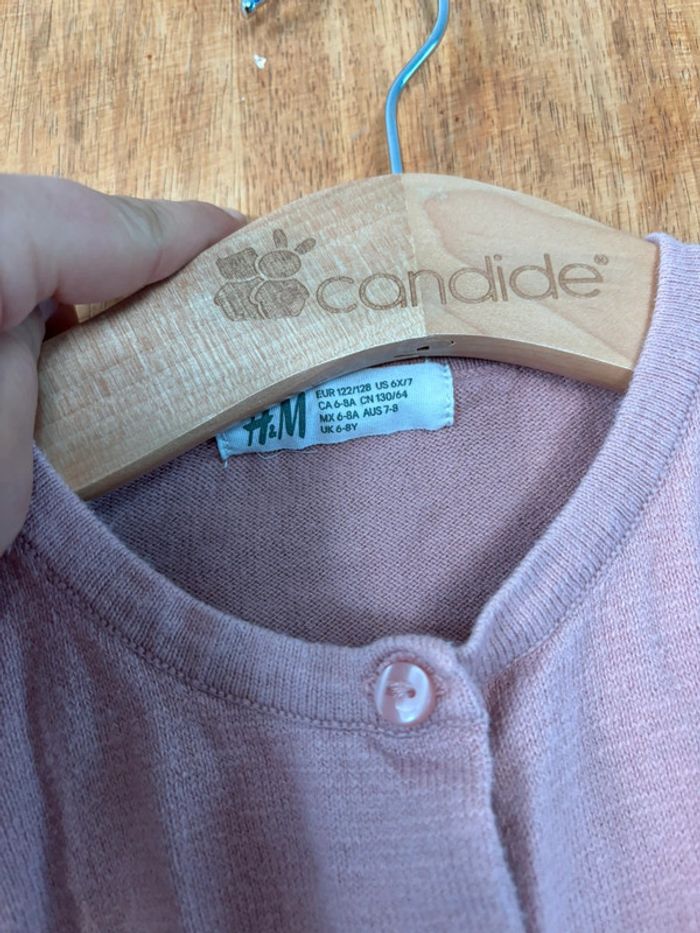 candide®
H&M
EUR 122/128 US 6X/7
CA 6-8A CN 130/64
MX 6-8A AUS 7-8
UK 6-8Y